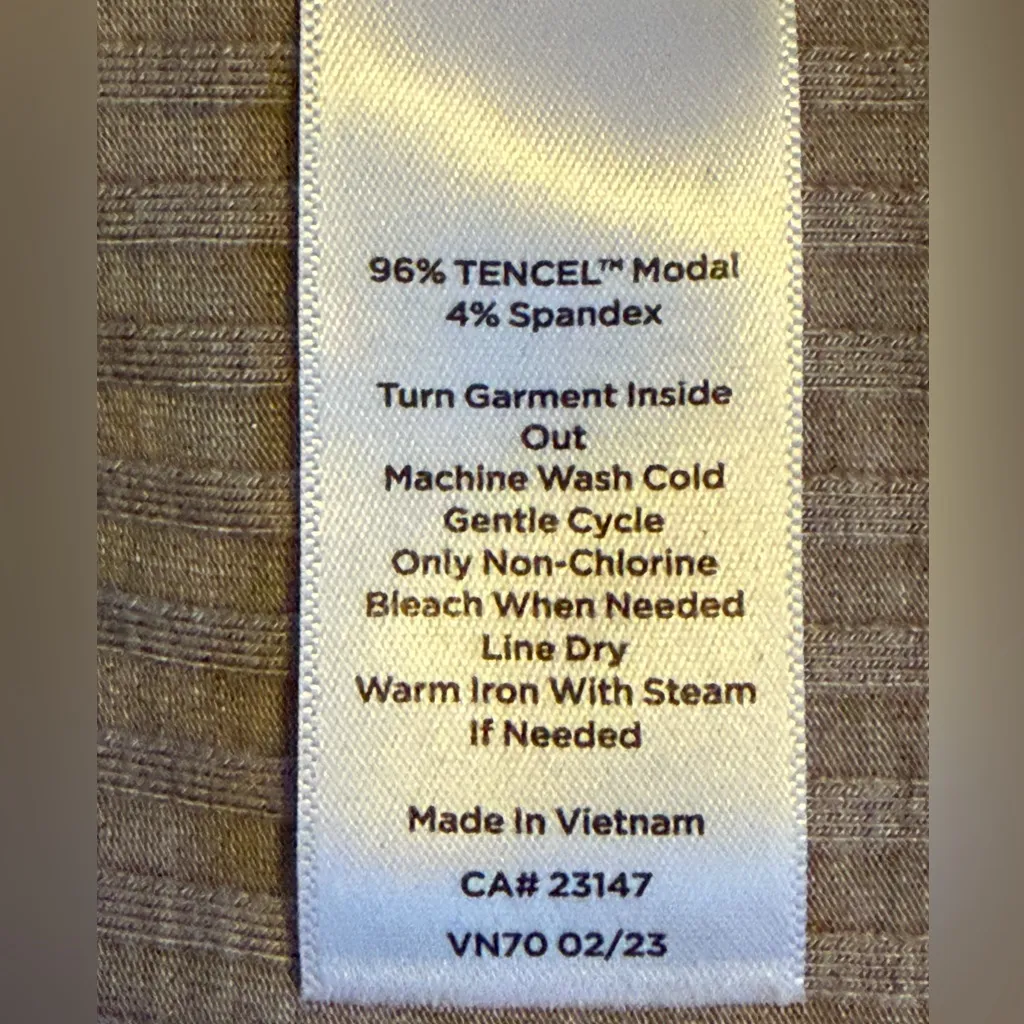 96% TENCEL™ Modal
4% Spandex
Turn Garment Inside
Out
Machine Wash Cold
Gentle Cycle
Only Non-Chlorine
Bleach When Needed
Line Dry
Warm Iron With Steam
If Needed
Made In Vietnam
CA# 23147
VN70 02/23